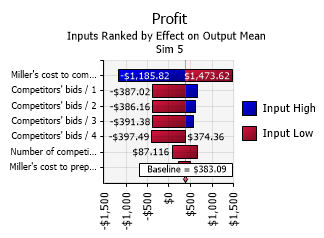 Profit
Inputs Ranked by Effect on Output Mean
Sim 5
Miller's cost to com...
-$1,185.82
$1,473.62
Competitors' bids / 1
-$387.02
Competitors' bids / 2
-$386.16
Competitors' bids / 3
-$391.38
Competitors' bids / 4
-$397.49
$374.36
Number of competi...
$87.116
Miller's cost to prep...
Baseline = $383.09
Input High
Input Low
-$1,500
-$1,000
-$500
$0
$500
$1,000
$1,500